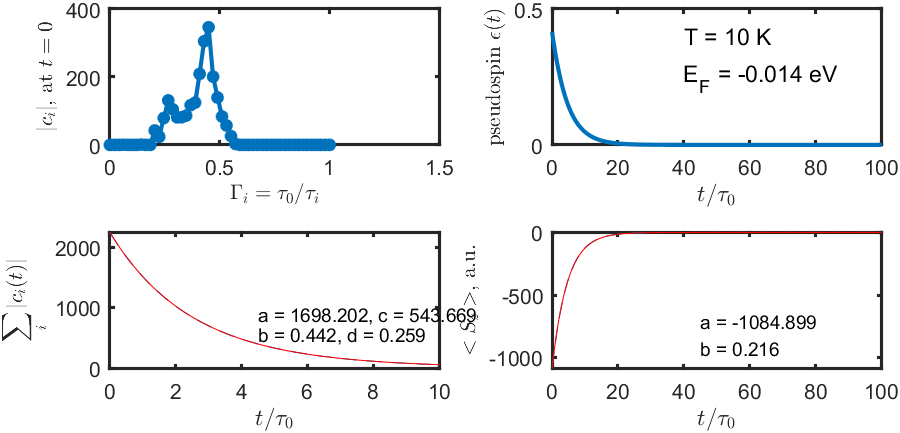 400
200
0
|c_i|, at t = 0
0 0.5 1 1.5
Γ_i = τ_0/τ_i
0.5
0
pseudospin ϵ(t)
T = 10 K
E_F = -0.014 eV
0 20 40 60 80 100
t/τ_0
2000
1000
0
∑_i |c_i(t)|
a = 1698.202, c = 543.669
b = 0.442, d = 0.259
0 2 4 6 8 10
t/τ_0
0
-500
-1000
>, a.u.
a = -1084.899
b = 0.216
0 20 40 60 80 100
t/τ_0